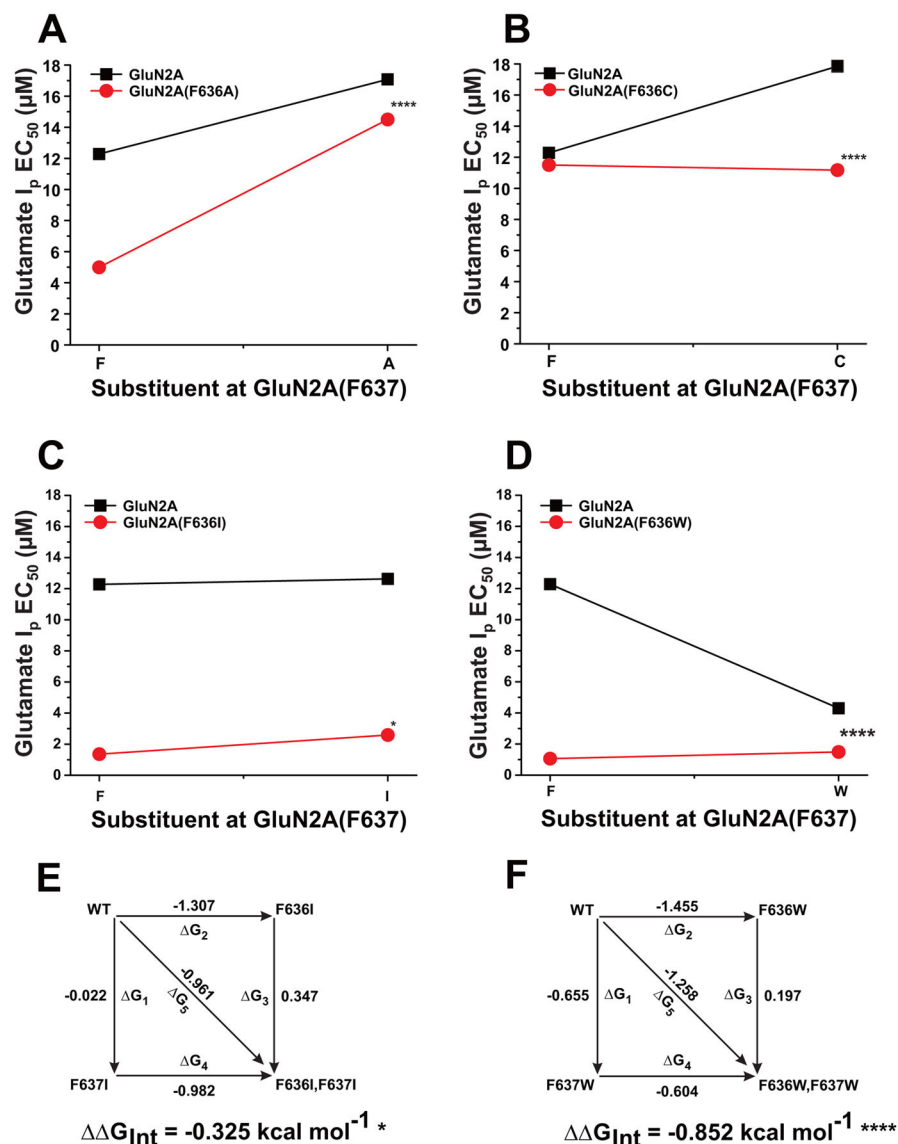 A
GluN2A
GluN2A(F636A)
Glutamate Ip EC50 (µM)
18
16
14
12
10
8
6
4
2
0
****
F
A
Substituent at GluN2A(F637)
B
GluN2A
GluN2A(F636C)
Glutamate Ip EC50 (µM)
18
16
14
12
10
8
6
4
2
0
****
F
C
Substituent at GluN2A(F637)
C
GluN2A
GluN2A(F636I)
Glutamate Ip EC50 (µM)
18
16
14
12
10
8
6
4
2
0
*
F
I
Substituent at GluN2A(F637)
D
GluN2A
GluN2A(F636W)
Glutamate Ip EC50 (µM)
18
16
14
12
10
8
6
4
2
0
****
F
W
Substituent at GluN2A(F637)
E
WT
-1.307
F636I
ΔG2
-0.961
-0.022
ΔG1
ΔG5
ΔG3
0.347
ΔG4
F637I
-0.982
F636I,F637I
ΔΔGInt = -0.325 kcal mol-1 *
F
WT
-1.455
F636W
ΔG2
-1.258
-0.655
ΔG1
ΔG5
ΔG3
0.197
ΔG4
F637W
-0.604
F636W,F637W
ΔΔGInt = -0.852 kcal mol-1 ****